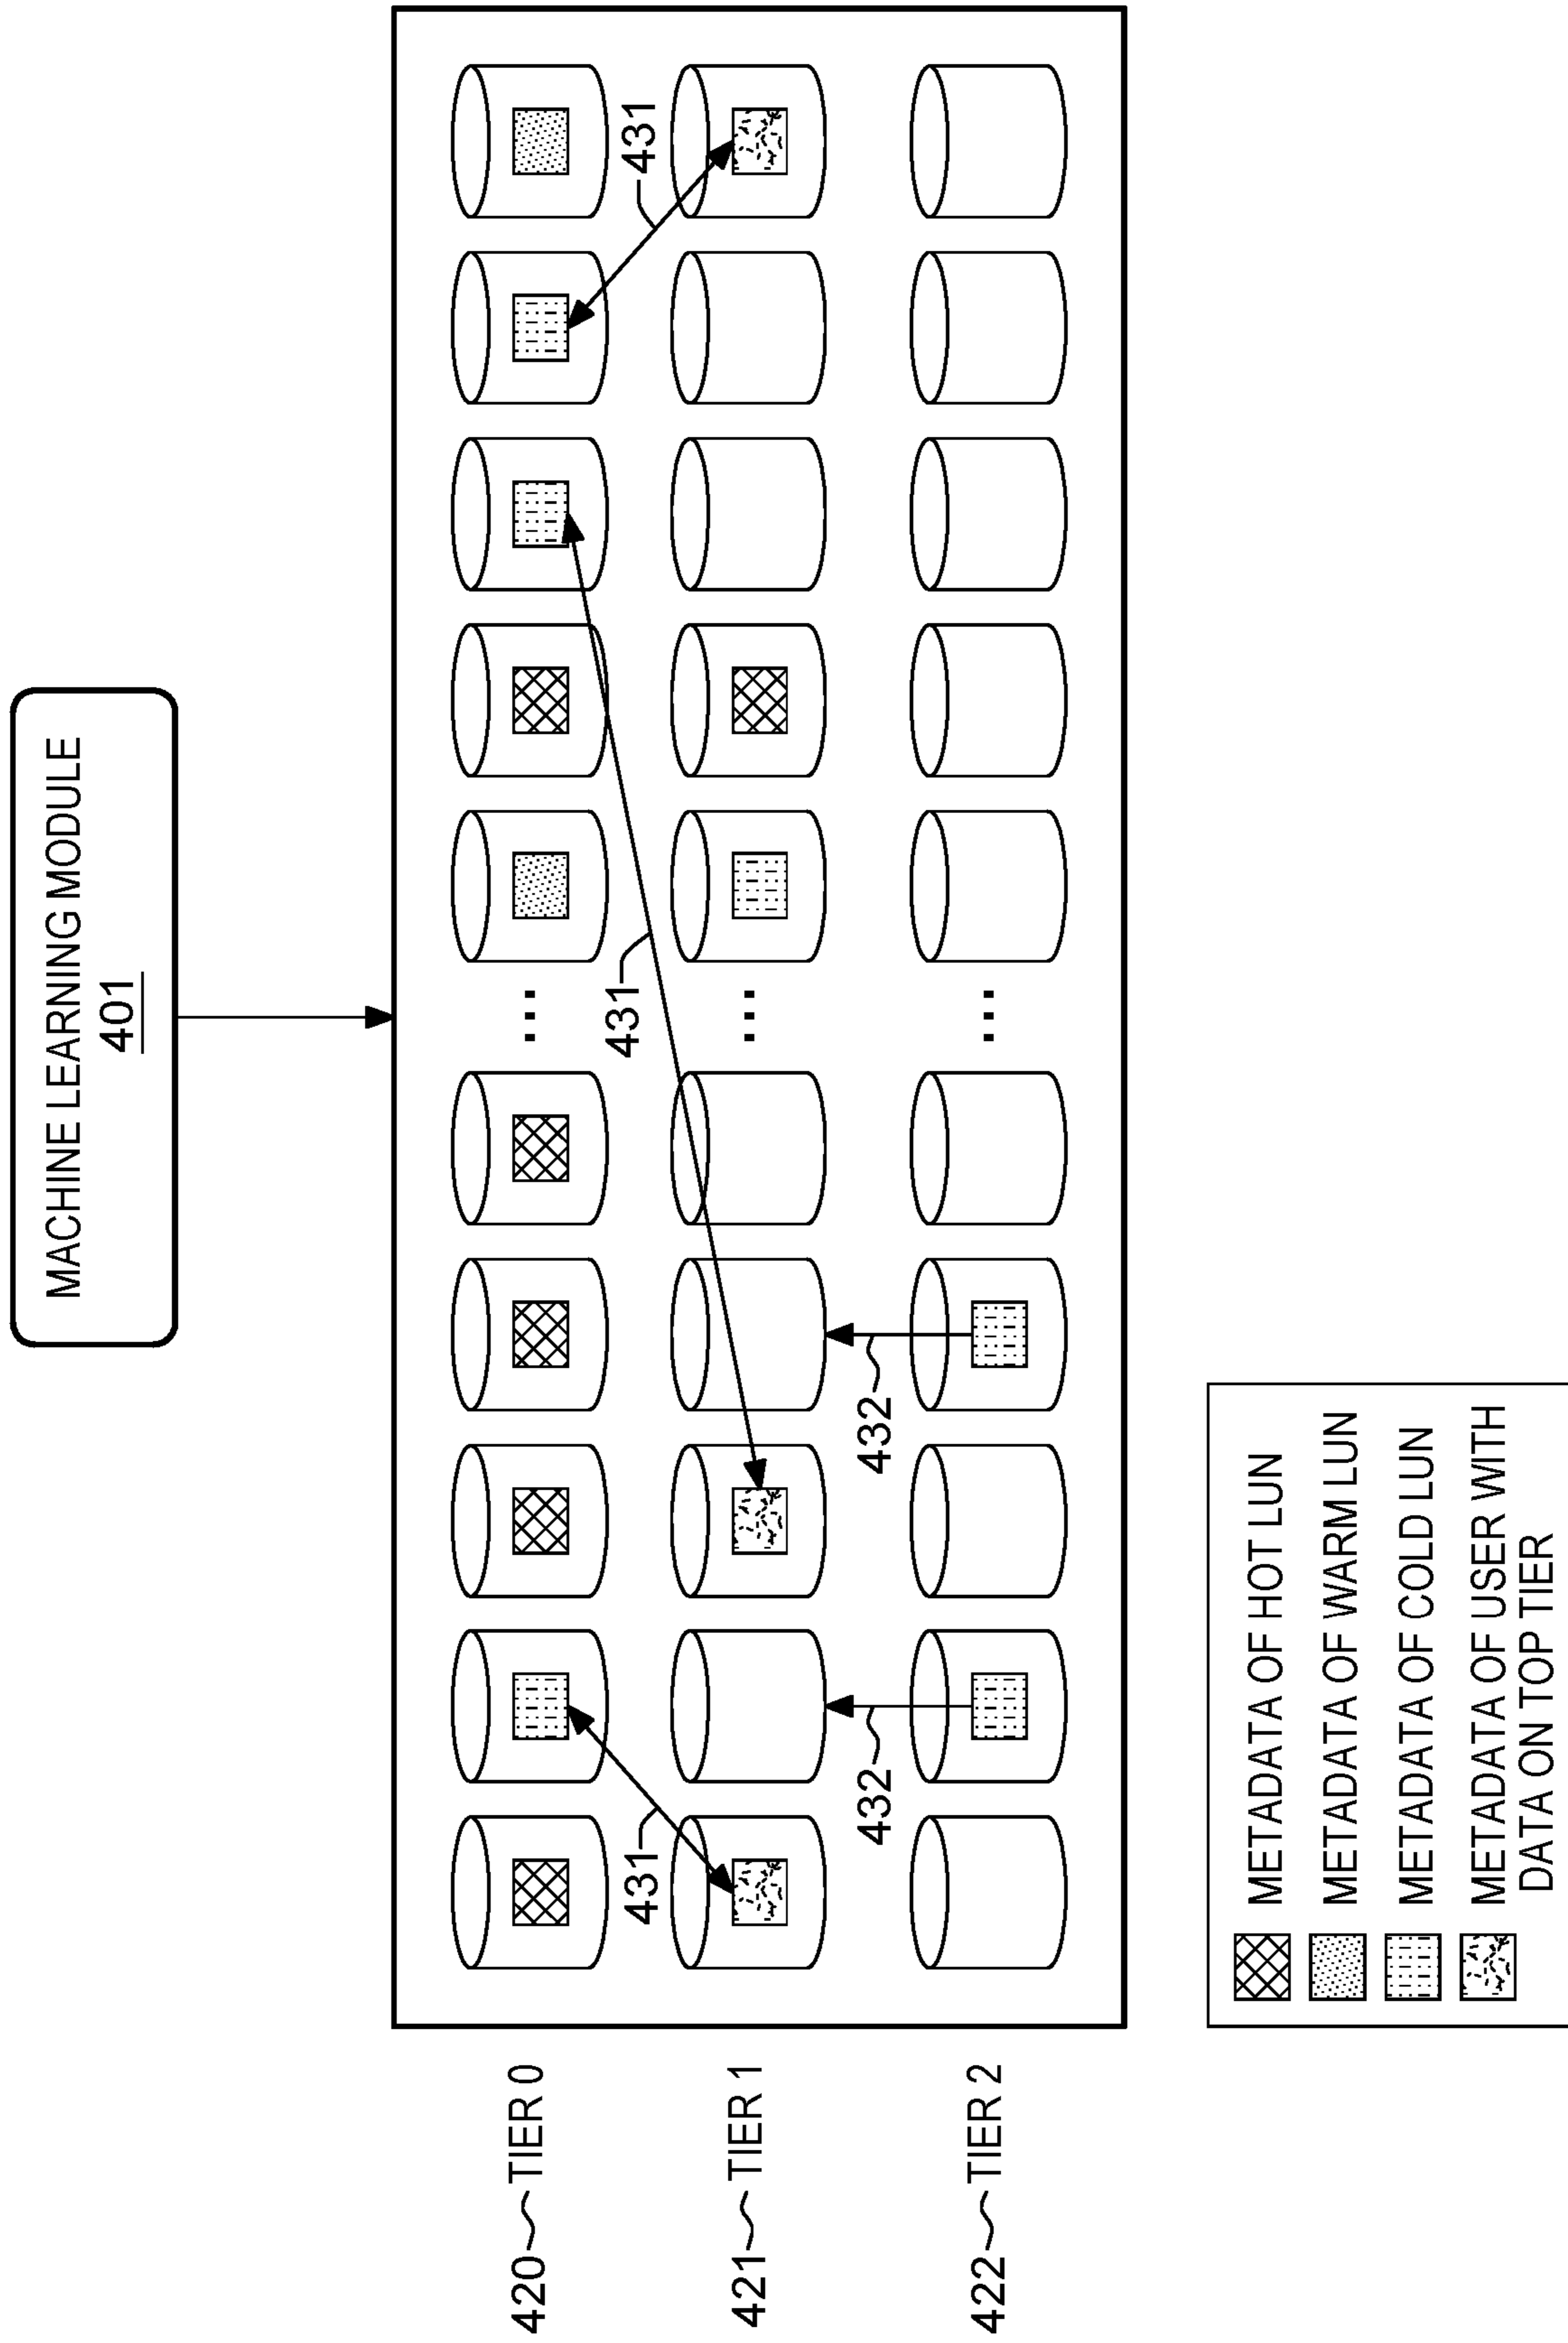 MACHINE LEARNING MODULE
401
420 TIER 0
431
431
431
421 TIER 1
432
432
422 TIER 2
METADATA OF HOT LUN
METADATA OF WARM LUN
METADATA OF COLD LUN
METADATA OF USER WITH
DATA ON TOP TIER